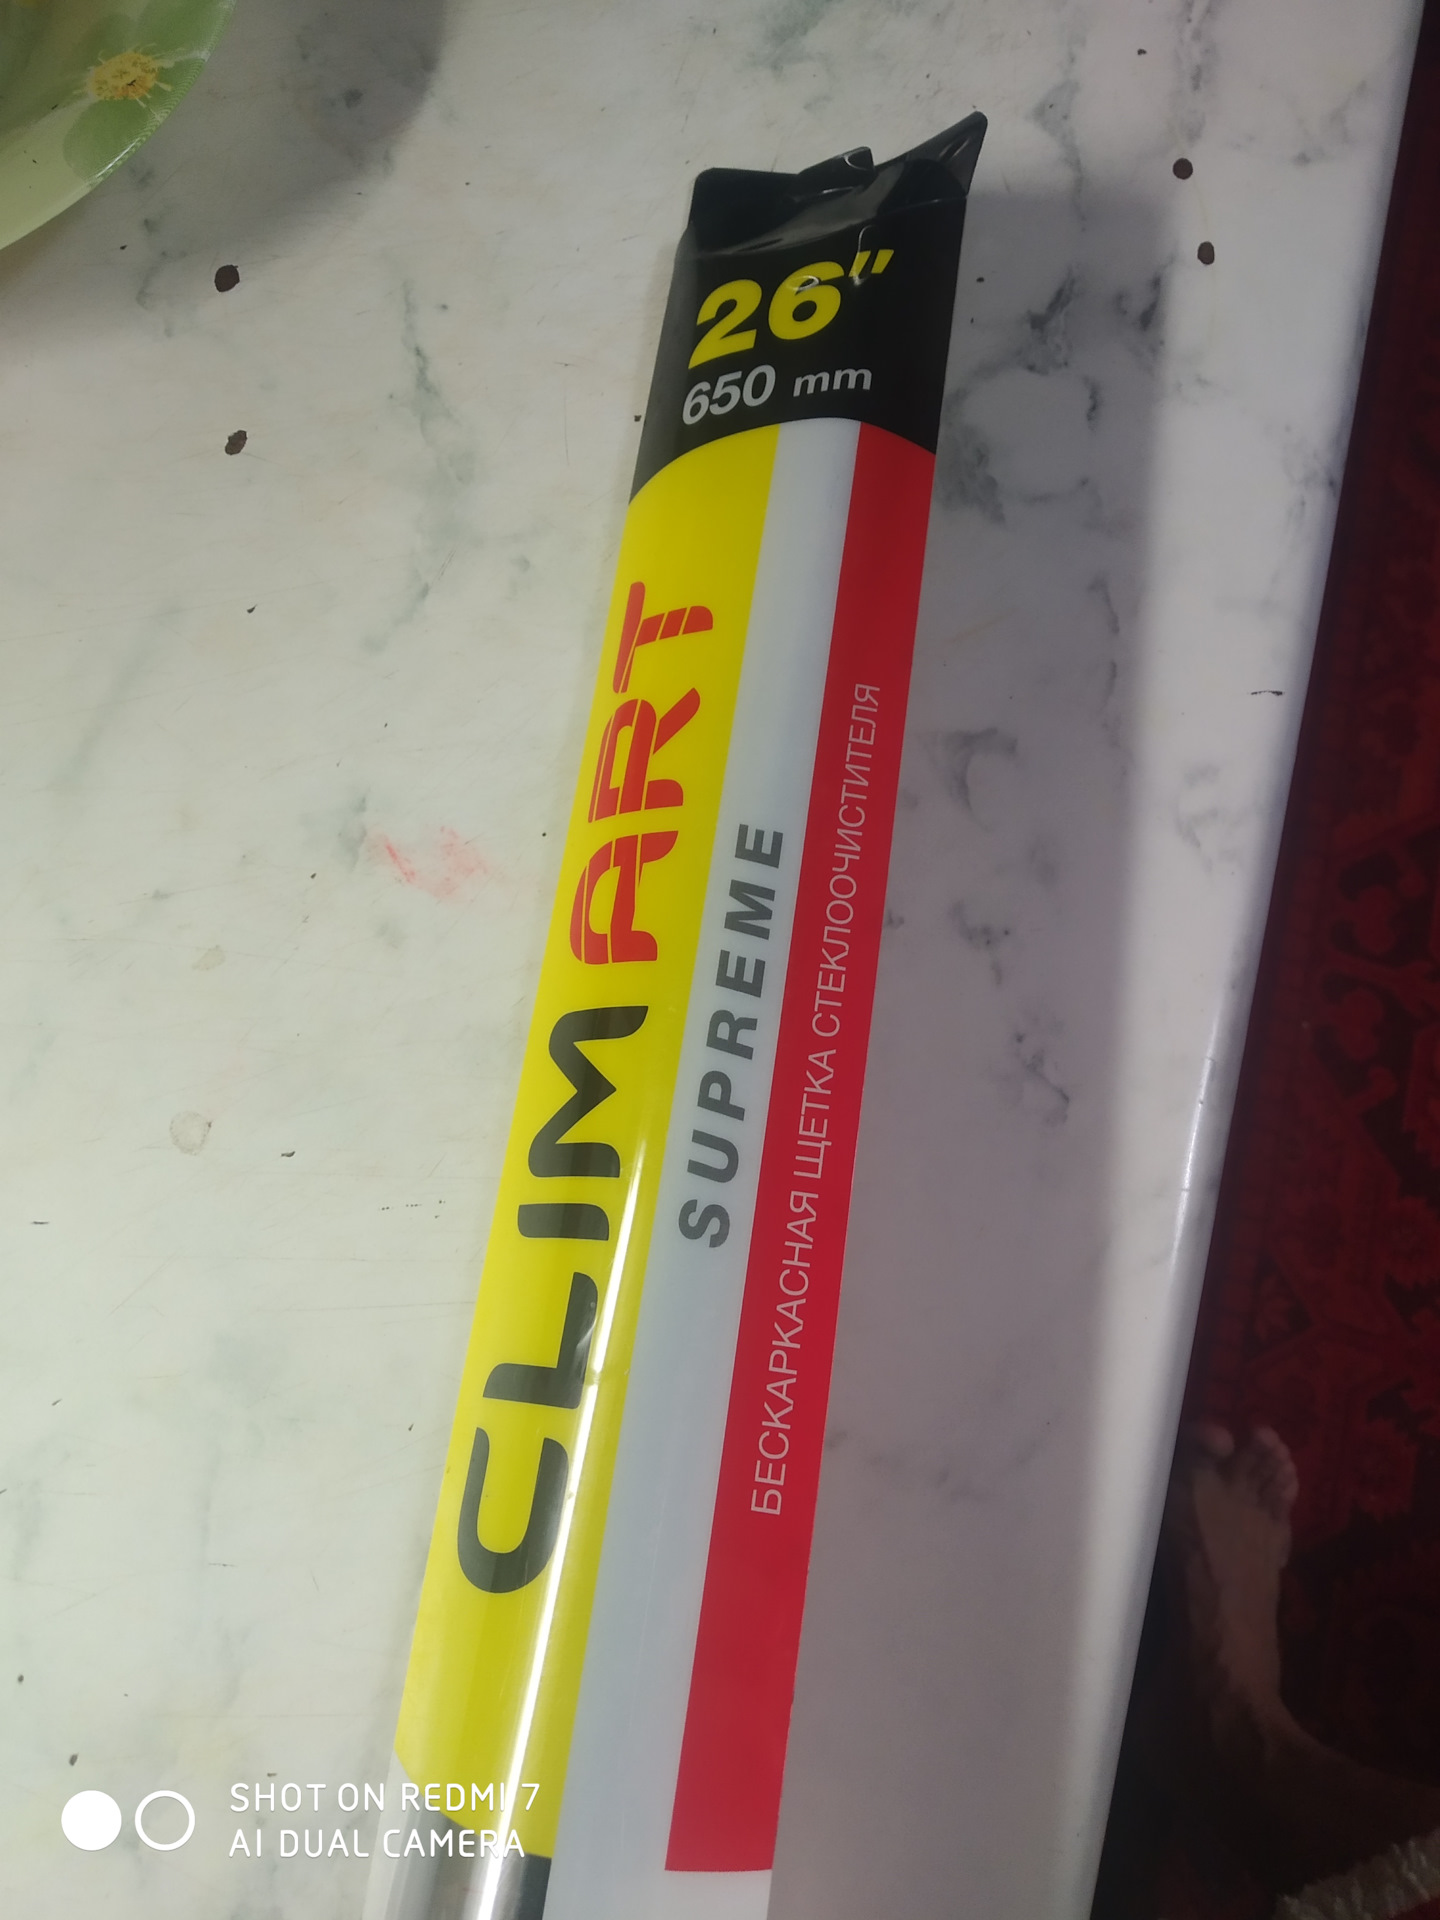 26"
650 mm
CLIMART
SUPREME
БЕСКАРКАСНАЯ ЩЕТКА СТЕКЛООЧИСТИТЕЛЯ
SHOT ON REDMI 7
AI DUAL CAMERA